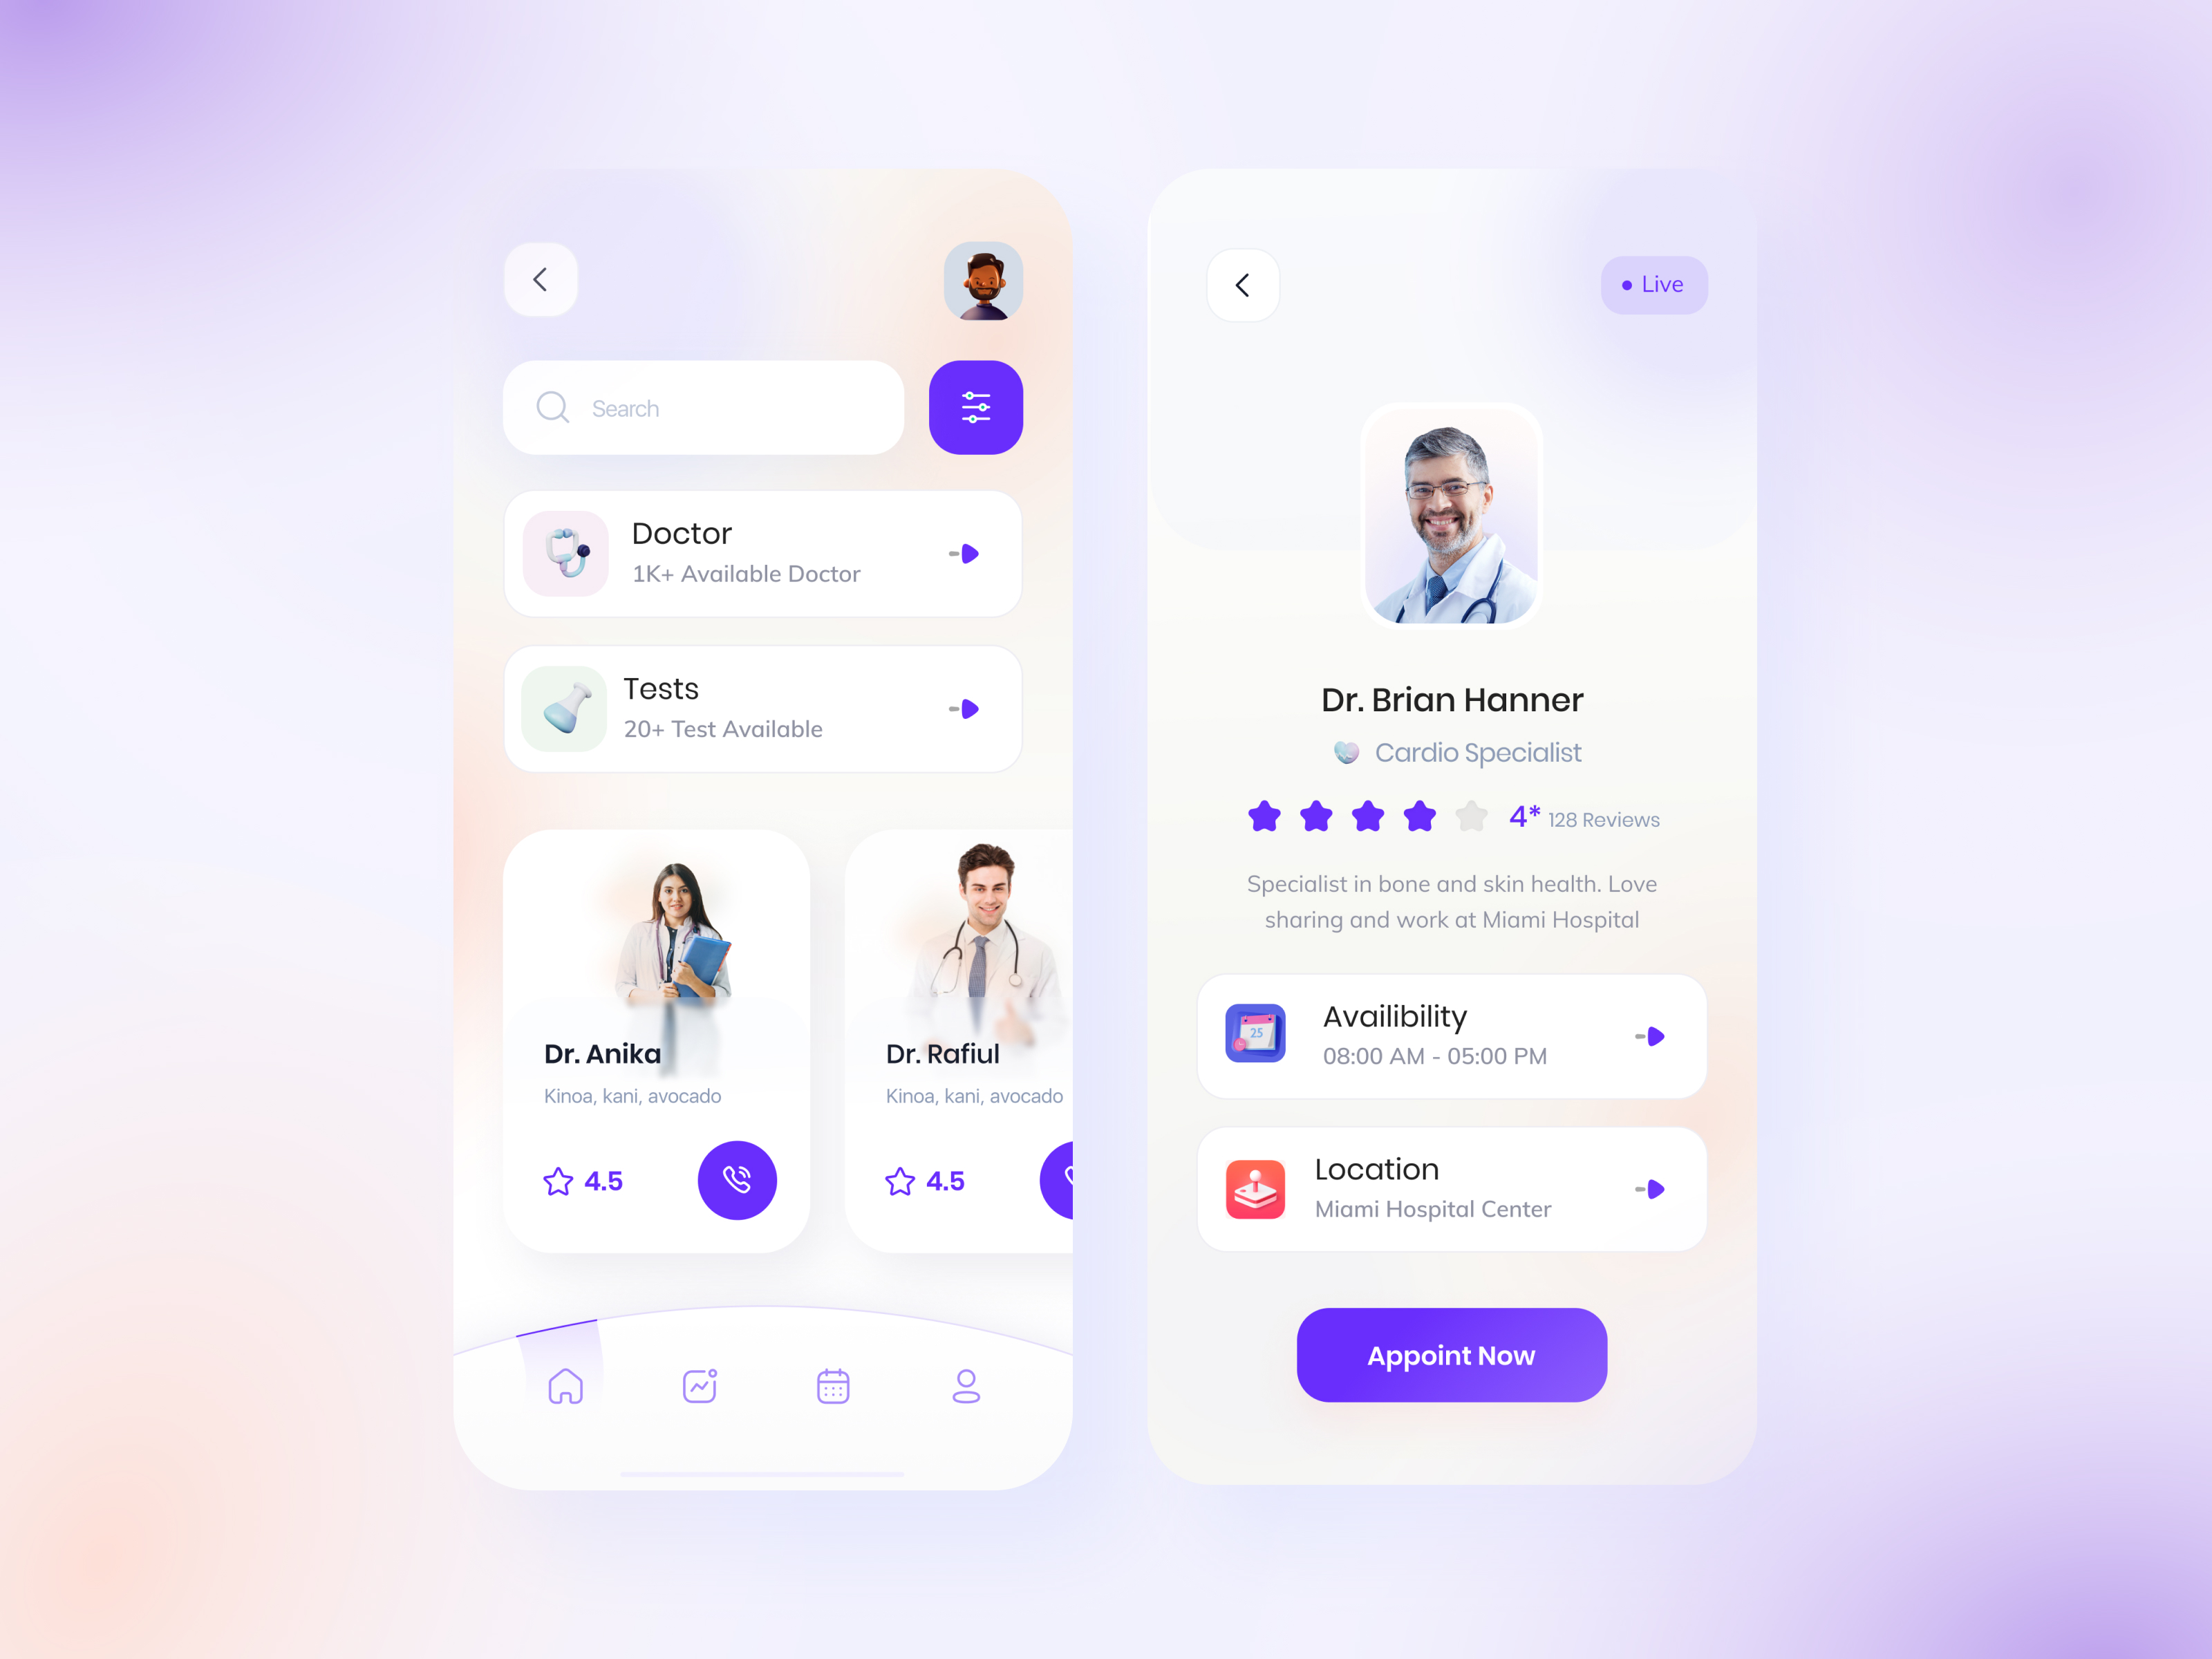 Search
Doctor
1K+ Available Doctor
Tests
20+ Test Available
Dr. Anika
Kinoa, kani, avocado
4.5
Dr. Rafiul
Kinoa, kani, avocado
4.5
Live
Dr. Brian Hanner
Cardio Specialist
4* 128 Reviews
Specialist in bone and skin health. Love
sharing and work at Miami Hospital
25
Availibility
08:00 AM - 05:00 PM
Location
Miami Hospital Center
Appoint Now